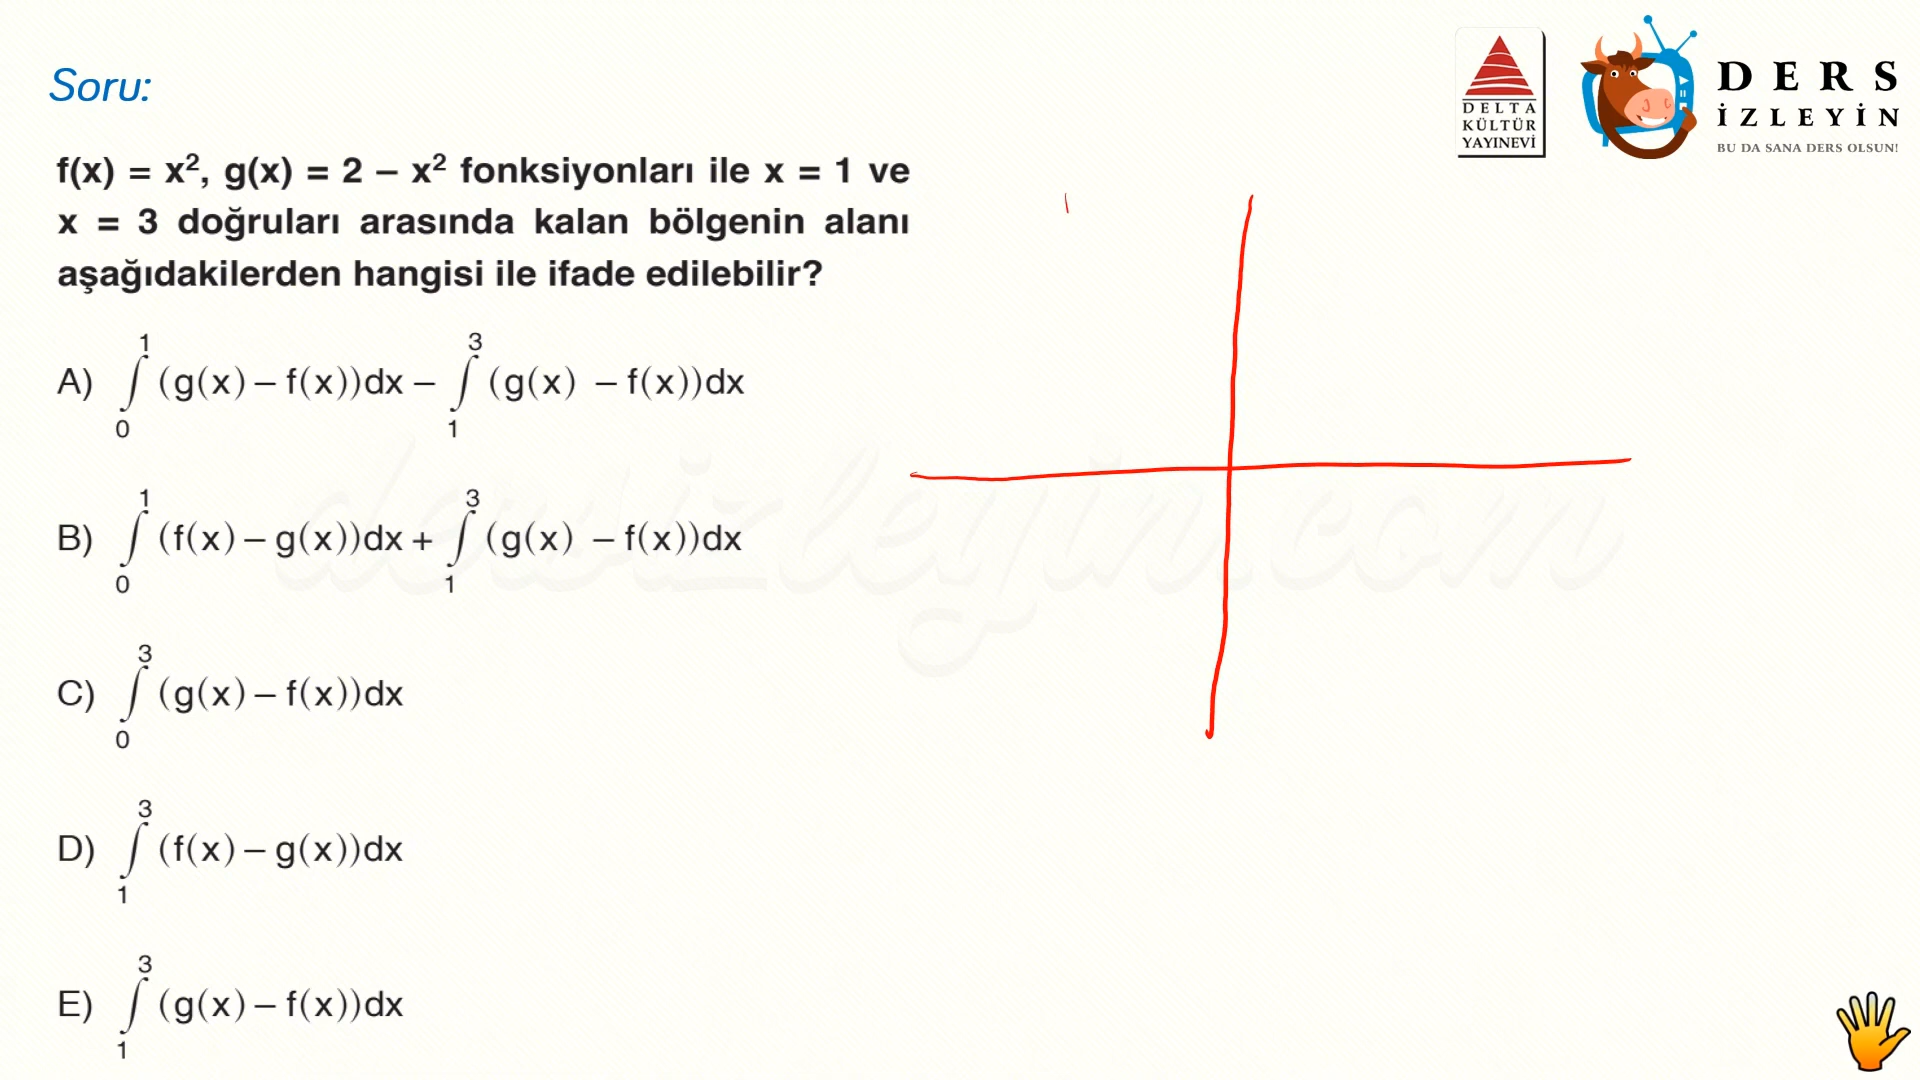 Soru:
DELTA
KÜLTÜR
YAYINEVİ
DERS
İZLEYİN
BU DA SANA DERS OLSUN!
f(x) = x², g(x) = 2 – x² fonksiyonları ile x = 1 ve
x = 3 doğruları arasında kalan bölgenin alanı
aşağıdakilerden hangisi ile ifade edilebilir?
A) ∫₀¹ (g(x) – f(x))dx – ∫₁³ (g(x) – f(x))dx
B) ∫₀¹ (f(x) – g(x))dx + ∫₁³ (g(x) – f(x))dx
C) ∫₀³ (g(x) – f(x))dx
D) ∫₁³ (f(x) – g(x))dx
E) ∫₁³ (g(x) – f(x))dx
dersizleyin.com